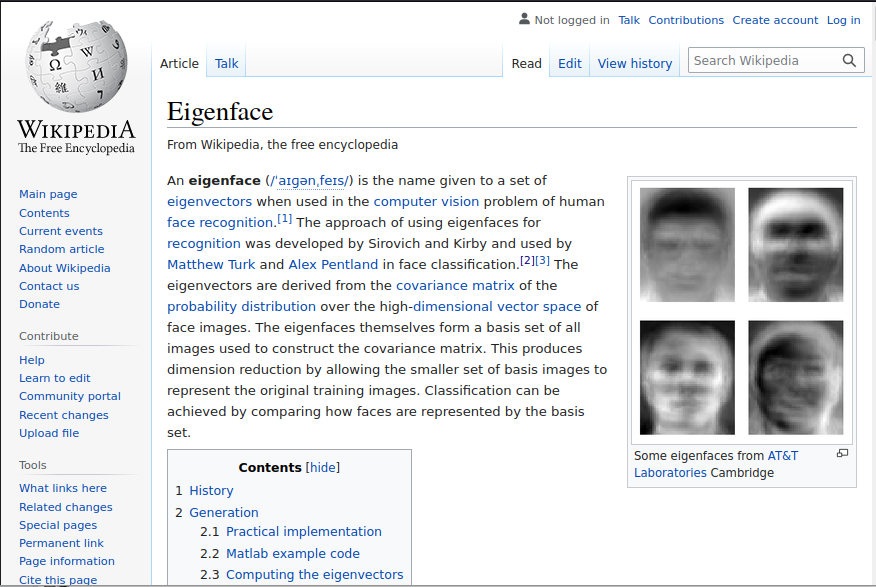 Not logged in Talk Contributions Create account Log in
Article Talk Read Edit View history Search Wikipedia
Ω W И 維 7
WIKIPEDIA
The Free Encyclopedia
Main page
Contents
Current events
Random article
About Wikipedia
Contact us
Donate
Contribute
Help
Learn to edit
Community portal
Recent changes
Upload file
Tools
What links here
Related changes
Special pages
Permanent link
Page information
Cite this page
Eigenface
From Wikipedia, the free encyclopedia
An eigenface (/ˈaɪɡənˌfeɪs/) is the name given to a set of
eigenvectors when used in the computer vision problem of human
face recognition.[1] The approach of using eigenfaces for
recognition was developed by Sirovich and Kirby and used by
Matthew Turk and Alex Pentland in face classification.[2][3] The
eigenvectors are derived from the covariance matrix of the
probability distribution over the high-dimensional vector space of
face images. The eigenfaces themselves form a basis set of all
images used to construct the covariance matrix. This produces
dimension reduction by allowing the smaller set of basis images to
represent the original training images. Classification can be
achieved by comparing how faces are represented by the basis
set.
Some eigenfaces from AT&T
Laboratories Cambridge
Contents [hide]
1 History
2 Generation
2.1 Practical implementation
2.2 Matlab example code
2.3 Computing the eigenvectors